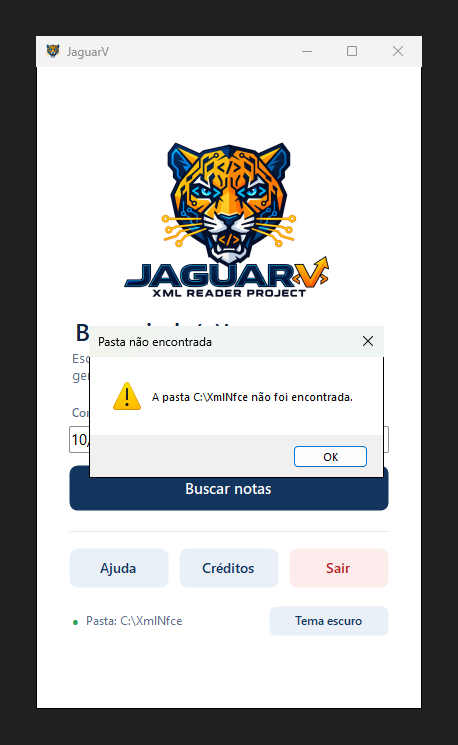 JaguarV
JAGUARV
XML READER PROJECT
Pasta não encontrada
A pasta C:\XmlNfce não foi encontrada.
OK
10,
Buscar notas
Ajuda
Créditos
Sair
Pasta: C:\XmlNfce
Tema escuro